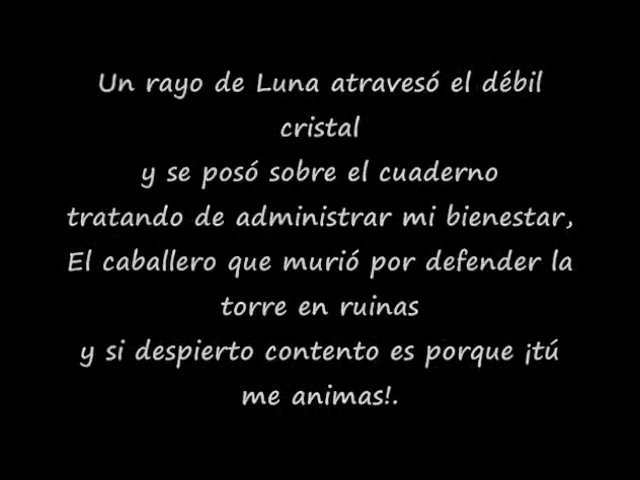 Un rayo de Luna atravesó el débil
cristal
y se posó sobre el cuaderno
tratando de administrar mi bienestar,
El caballero que murió por defender la
torre en ruinas
y si despierto contento es porque ¡tú
me animas!.